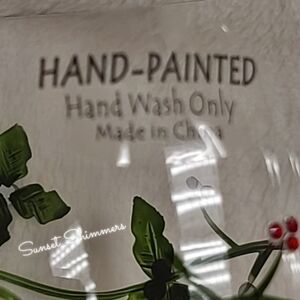 HAND-PAINTED
Hand Wash Only
Made in China
Sunset Shimmers